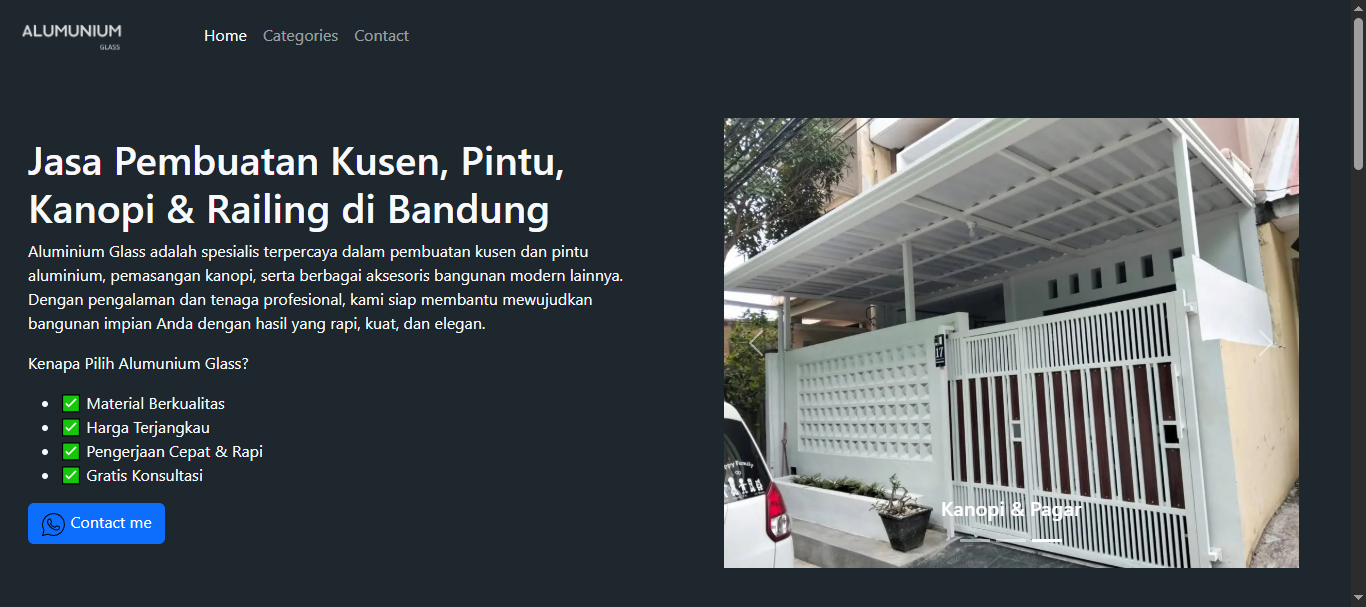 ALUMUNIUM
GLASS
Home Categories Contact
Jasa Pembuatan Kusen, Pintu,
Kanopi & Railing di Bandung
Aluminium Glass adalah spesialis terpercaya dalam pembuatan kusen dan pintu
aluminium, pemasangan kanopi, serta berbagai aksesoris bangunan modern lainnya.
Dengan pengalaman dan tenaga profesional, kami siap membantu mewujudkan
bangunan impian Anda dengan hasil yang rapi, kuat, dan elegan.
Kenapa Pilih Alumunium Glass?
• ✅ Material Berkualitas
• ✅ Harga Terjangkau
• ✅ Pengerjaan Cepat & Rapi
• ✅ Gratis Konsultasi
Contact me
17
Family
Kanopi & Pagar